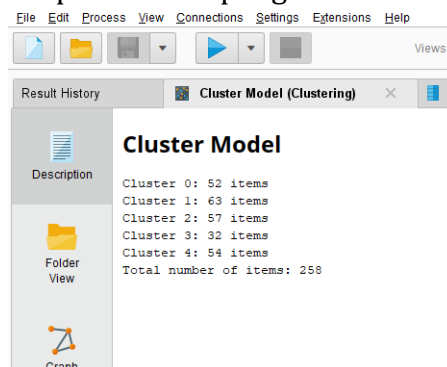 File Edit Process View Connections Settings Extensions Help
Views
Result History
Cluster Model (Clustering)
Description
Cluster Model
Cluster 0: 52 items
Cluster 1: 63 items
Cluster 2: 57 items
Cluster 3: 32 items
Cluster 4: 54 items
Total number of items: 258
Folder
View